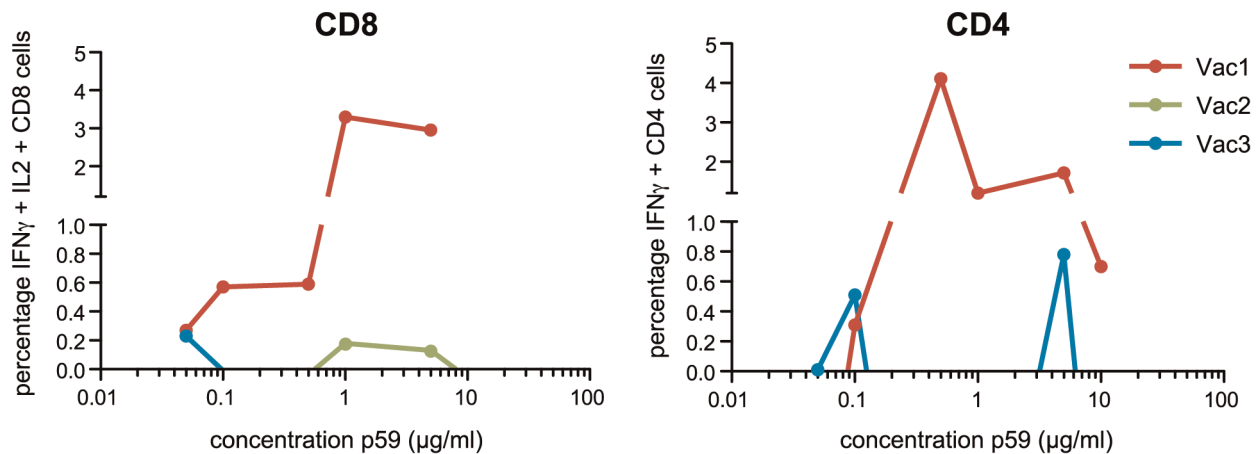 CD8
percentage IFNγ + IL2 + CD8 cells
5
4
3
2
1.0
0.8
0.6
0.4
0.2
0.0
0.01 0.1 1 10 100
concentration p59 (µg/ml)
CD4
percentage IFNγ + CD4 cells
5
4
3
2
1.0
0.8
0.6
0.4
0.2
0.0
0.01 0.1 1 10 100
concentration p59 (µg/ml)
Vac1
Vac2
Vac3